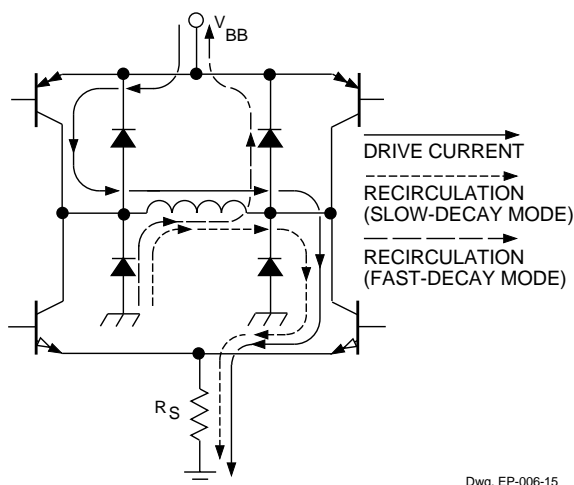 V BB
DRIVE CURRENT
RECIRCULATION
(SLOW-DECAY MODE)
RECIRCULATION
(FAST-DECAY MODE)
R S
Dwg. EP-006-15